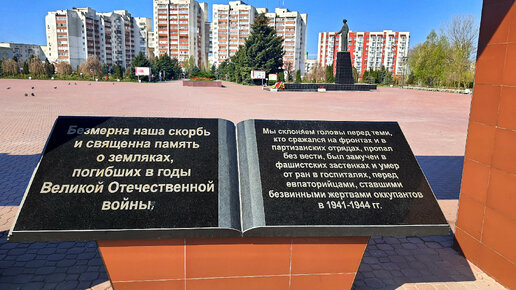 Безмерна наша скорбь
и священна память
о земляках,
погибших в годы
Великой Отечественной
войны.
Мы склоняем головы перед теми,
кто сражался на фронтах и в
партизанских отрядах, пропал
без вести, был замучен в
фашистских застенках и умер
от ран в госпиталях, перед
евпаторийцами, ставшими
безвинными жертвами оккупантов
в 1941-1944 гг.